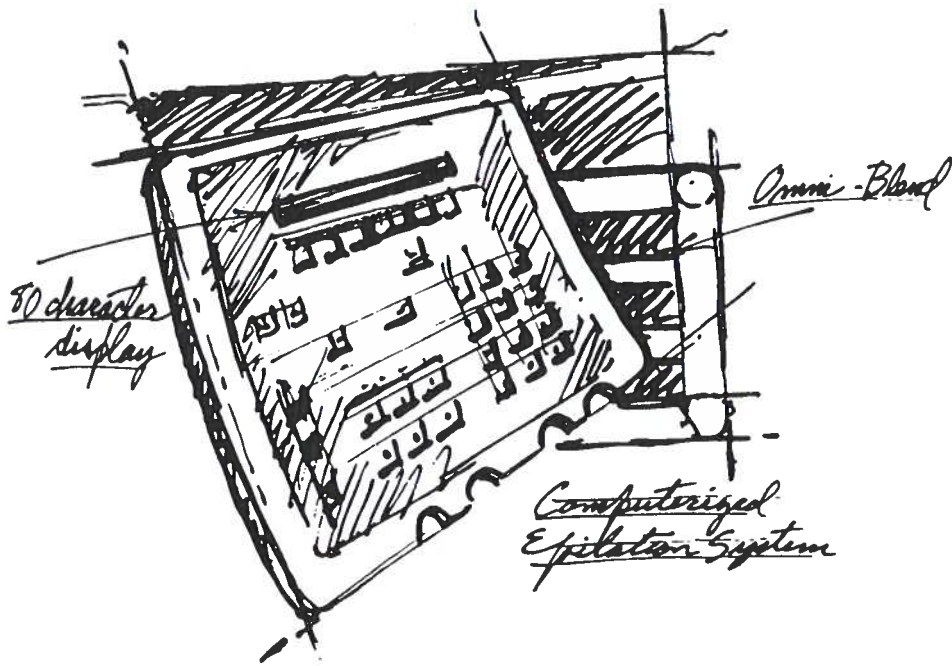 Omni-Blend
80 character
display
Computerized
Epilation System